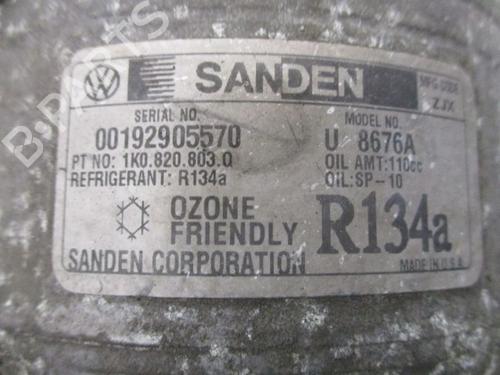 SANDEN
MFG CODE
ZJX
SERIAL NO.
00192905570
MODEL NO.
U 8676A
PT NO: 1K0.820.803.Q
OIL AMT:110cc
REFRIGERANT: R134a
OIL:SP-10
OZONE
FRIENDLY
R134a
SANDEN CORPORATION
MADE IN U.S.A
B-PARTS